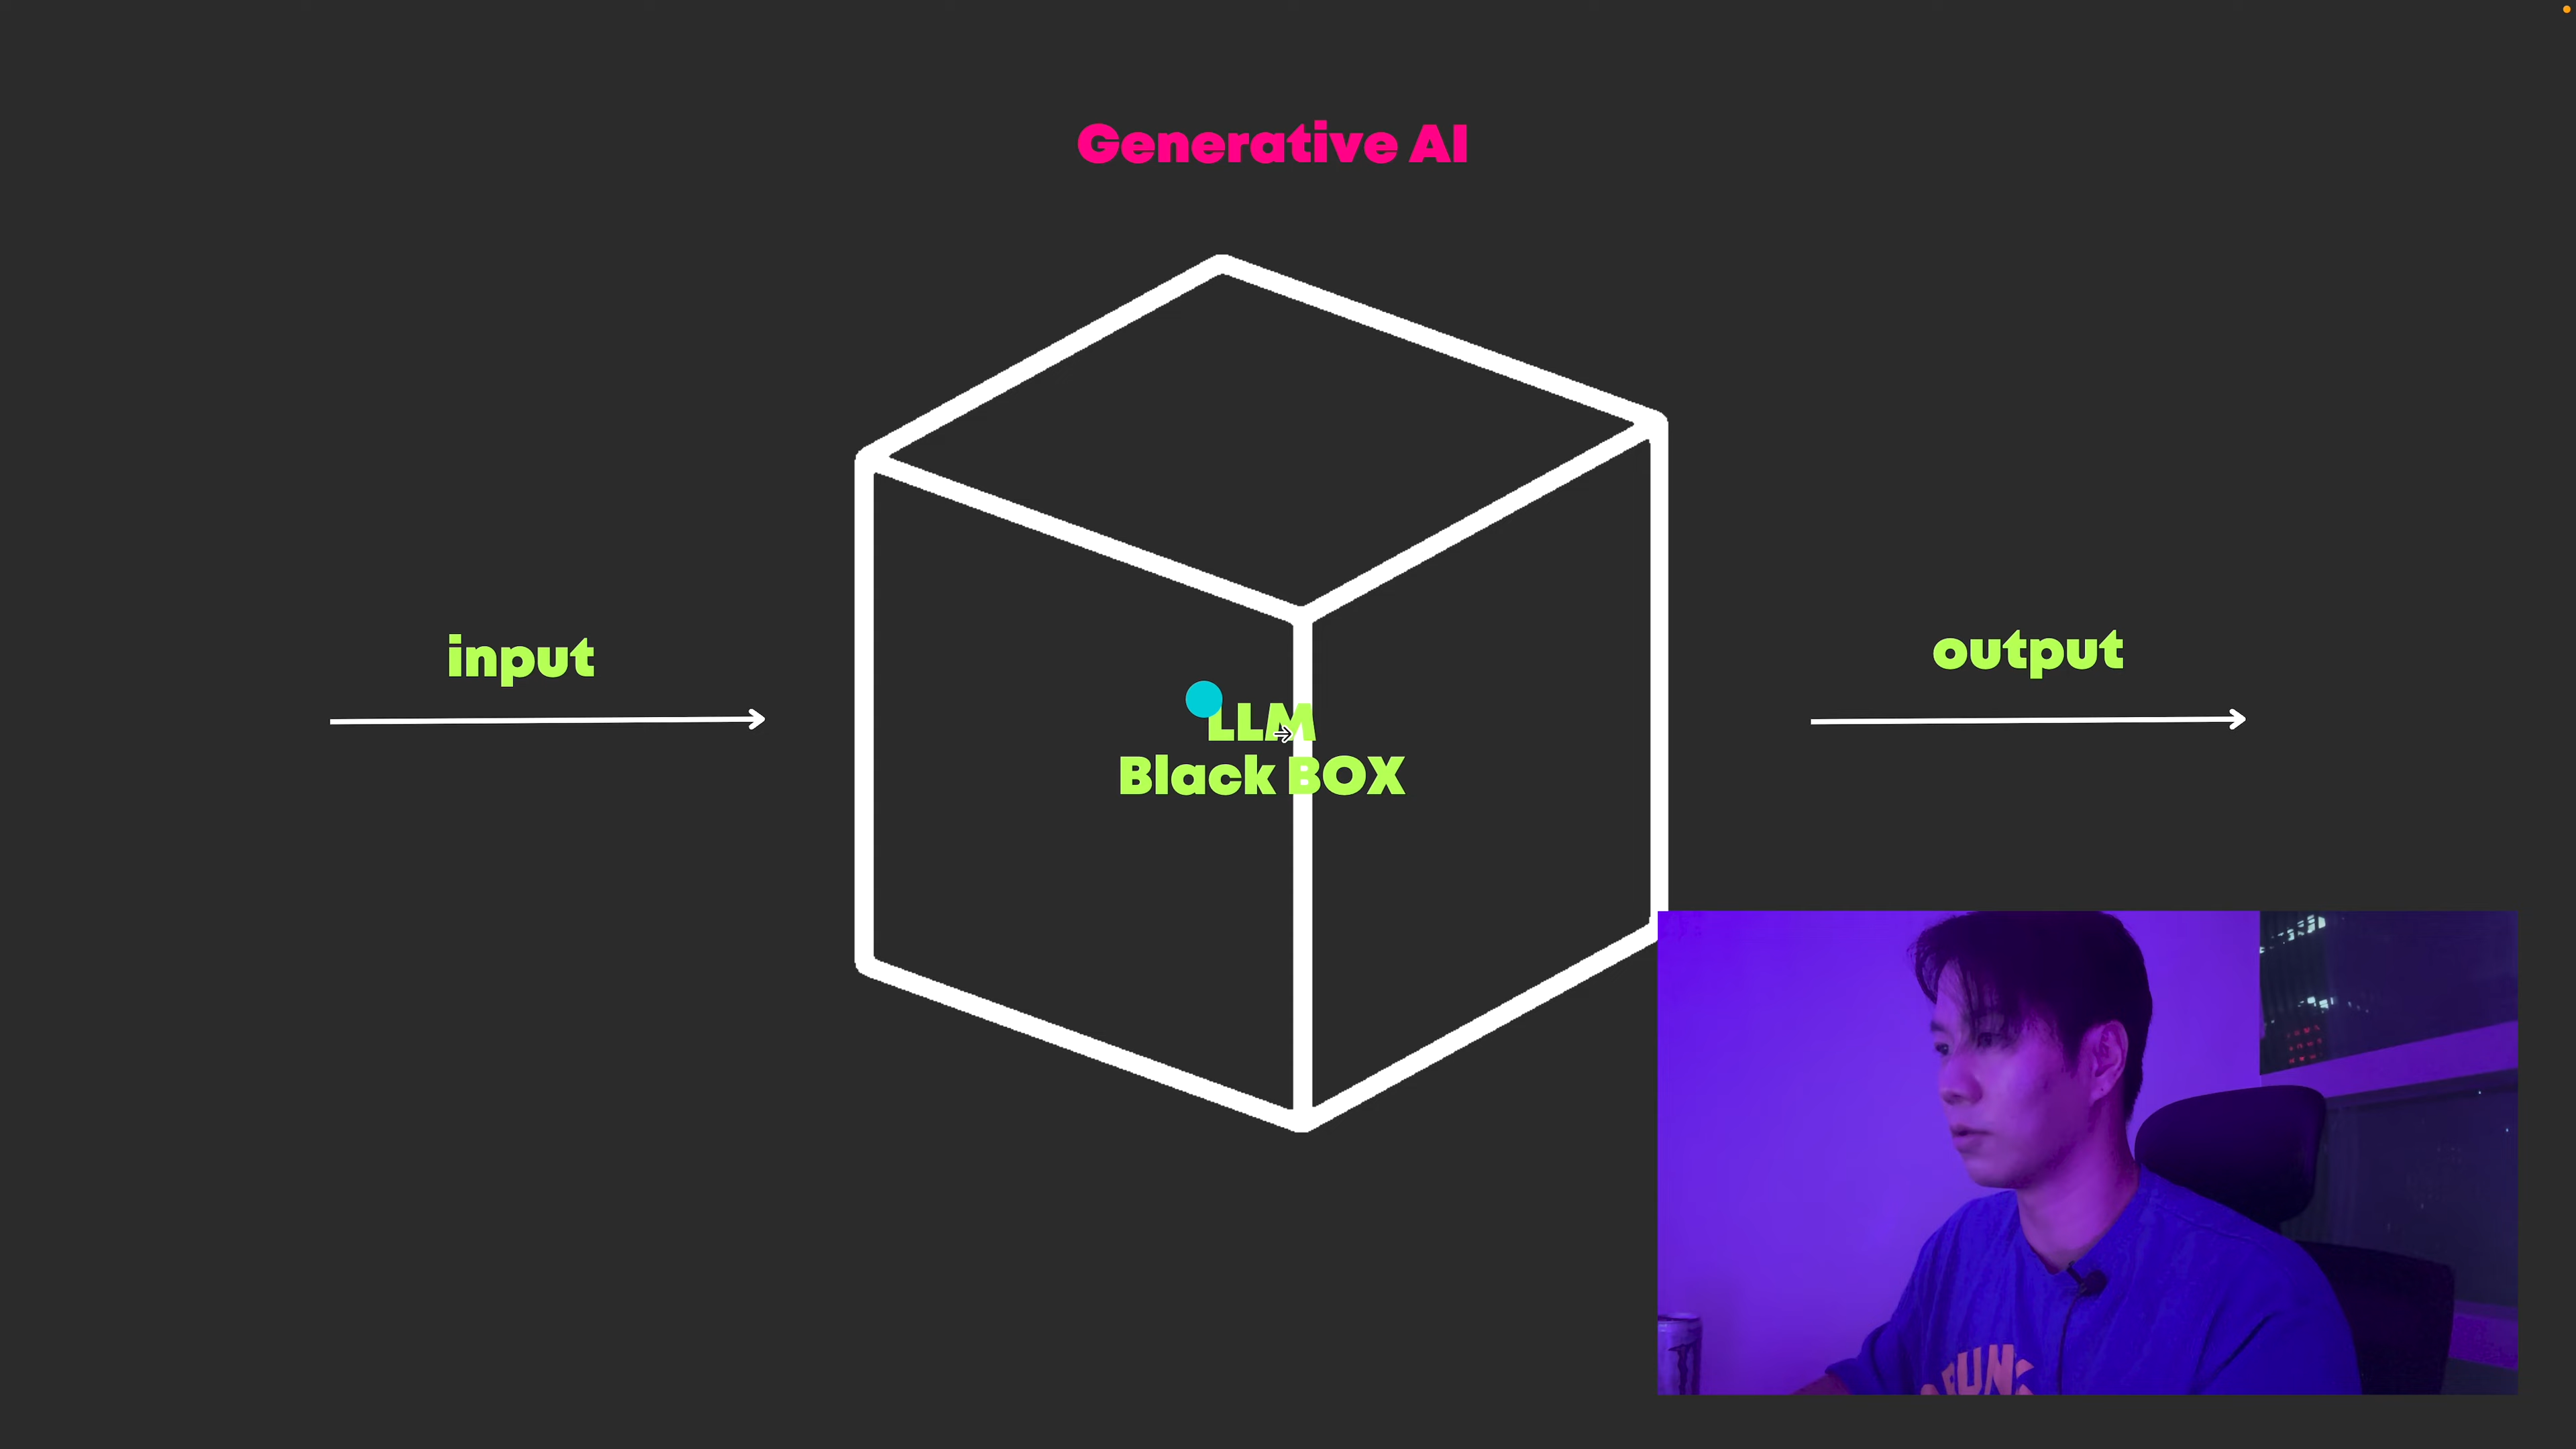 Generative AI
input
output
LLM
Black BOX